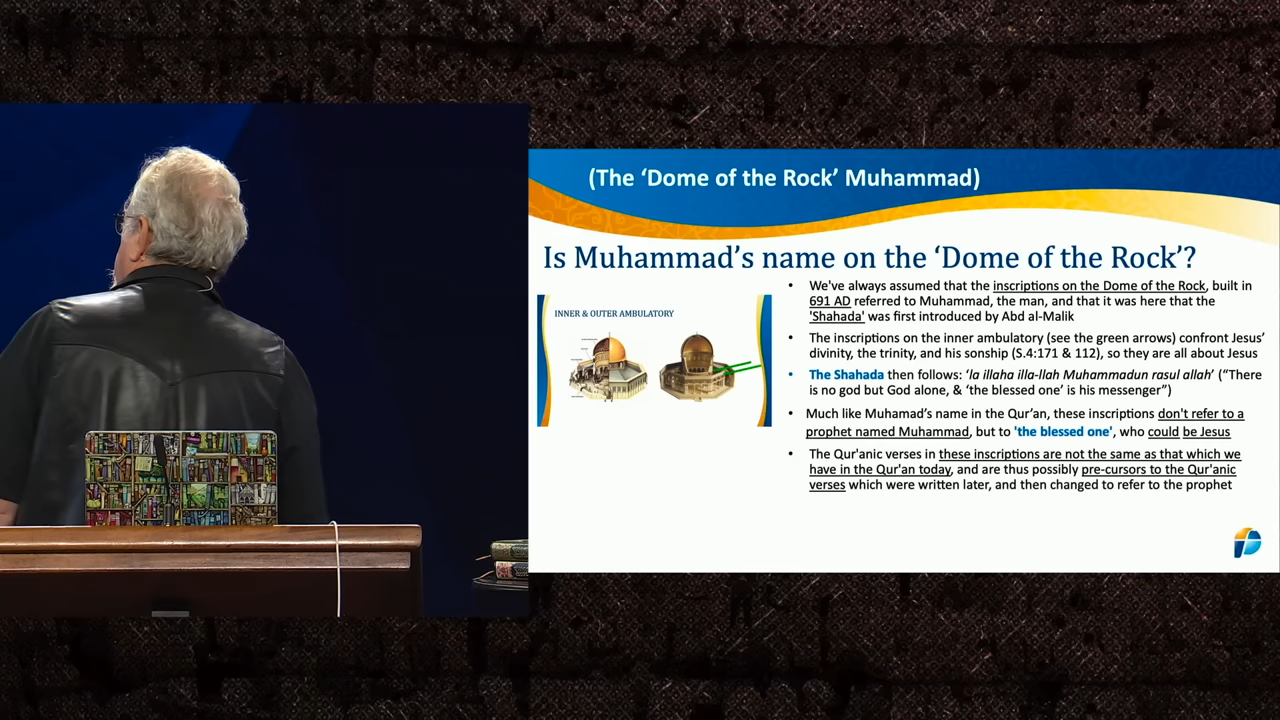 (The ‘Dome of the Rock’ Muhammad)
Is Muhammad’s name on the ‘Dome of the Rock’?
INNER & OUTER AMBULATORY
• We've always assumed that the inscriptions on the Dome of the Rock, built in
691 AD referred to Muhammad, the man, and that it was here that the
'Shahada' was first introduced by Abd al-Malik
• The inscriptions on the inner ambulatory (see the green arrows) confront Jesus’
divinity, the trinity, and his sonship (S.4:171 & 112), so they are all about Jesus
• The Shahada then follows: ‘la illaha illa-llah Muhammadun rasul allah’ (“There
is no god but God alone, & ‘the blessed one’ is his messenger”)
• Much like Muhamad’s name in the Qur’an, these inscriptions don't refer to a
prophet named Muhammad, but to 'the blessed one', who could be Jesus
• The Qur'anic verses in these inscriptions are not the same as that which we
have in the Qur'an today, and are thus possibly pre-cursors to the Qur'anic
verses which were written later, and then changed to refer to the prophet